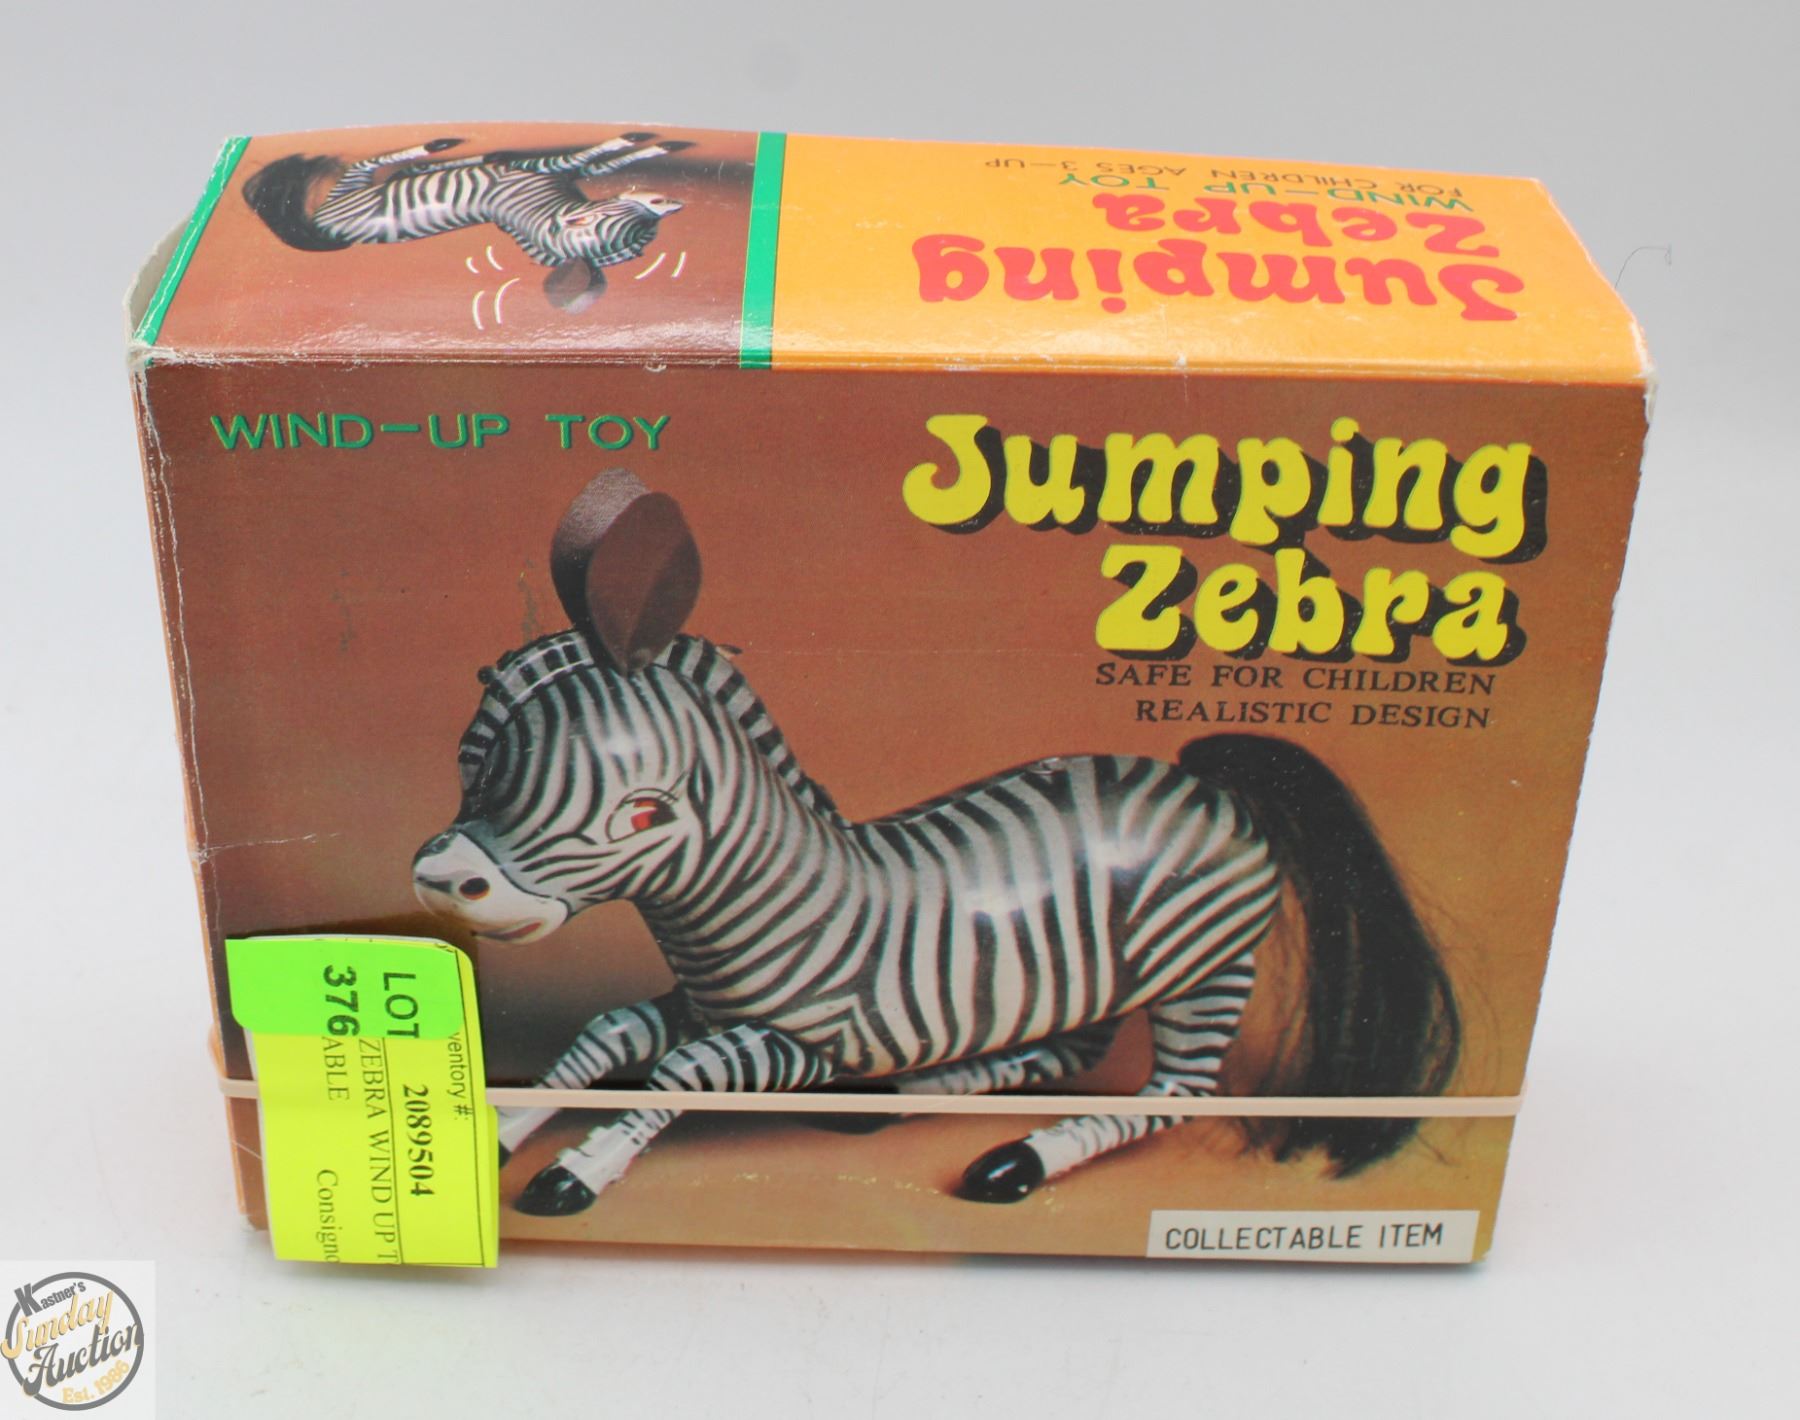 Jumping
Zebra
WIND-UP TOY
FOR CHILDREN AGES 3-UP
WIND-UP TOY
Jumping
Zebra
SAFE FOR CHILDREN
REALISTIC DESIGN
COLLECTABLE ITEM
LOT
376
ventory #:
2089504
ZEBRA WIND UP T
ABLE
Consigno
Kastner's
Sunday
Auction
Est. 1986